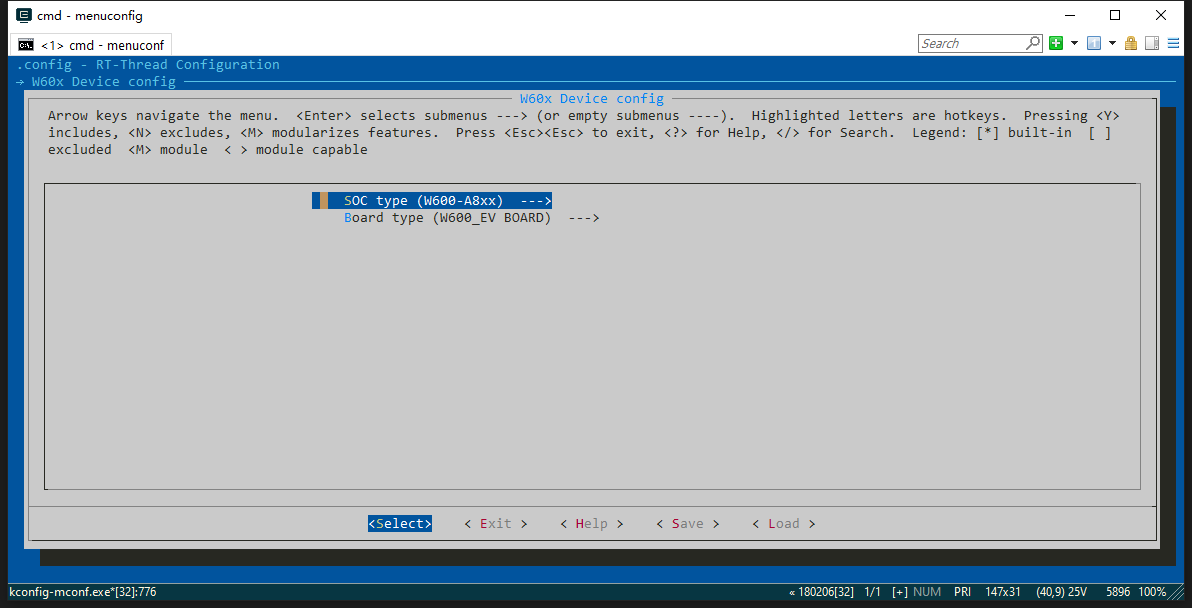 cmd - menuconfig
<1> cmd - menuconf
Search
.config - RT-Thread Configuration
→ W60x Device config
W60x Device config
Arrow keys navigate the menu.  <Enter> selects submenus ---> (or empty submenus ----).  Highlighted letters are hotkeys.  Pressing <Y>
includes, <N> excludes, <M> modularizes features.  Press <Esc><Esc> to exit, <?> for Help, </> for Search.  Legend: [*] built-in  [ ]
excluded  <M> module  < > module capable
SOC type (W600-A8xx)  --->
Board type (W600_EV BOARD)  --->
<Select>    < Exit >    < Help >    < Save >    < Load >
kconfig-mconf.exe*[32]:776    « 180206[32]  1/1  [+] NUM  PRI  147x31  (40,9) 25V  5896  100%